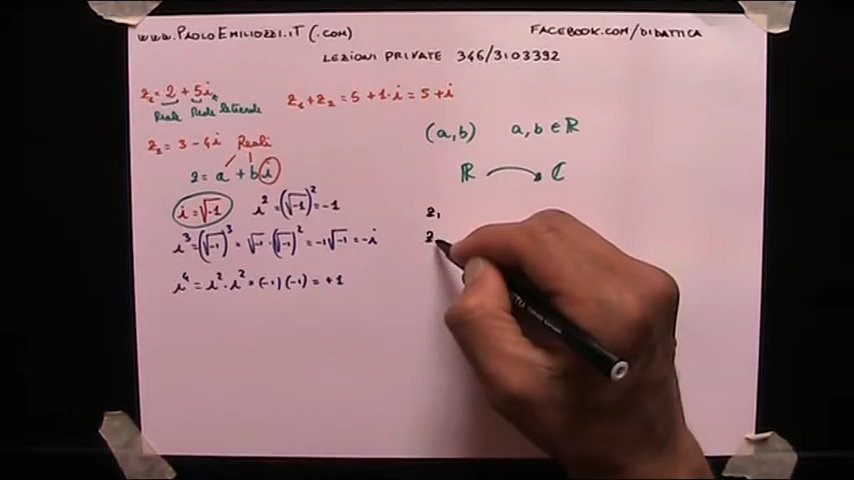 www.PaoloEmiliozzi.iT (.com)
FACEBOOK.com/DIDATTICA
LEZIONI PRIVATE 346/3103392
z₁ = 2 + 5i
Reale Reale letterale
z₁+z₂ = 5 + 1·i = 5 + i
z₂ = 3 - 4i Reali
z = a + bi
(a,b) a,b ∈ ℝ
ℝ → ℂ
i = √-1 i² = (√-1)² = -1
i³ = (√-1)³ = √-1 · (√-1)² = -1√-1 = -i
i⁴ = i² · i² = (-1)(-1) = +1
z₁
z